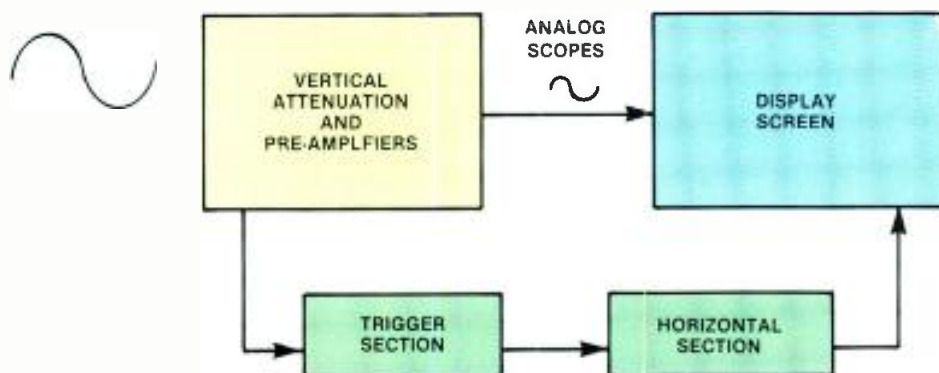 ANALOG
SCOPES
VERTICAL
ATTENUATION
AND
PRE-AMPLFIERS
DISPLAY
SCREEN
TRIGGER
SECTION
HORIZONTAL
SECTION